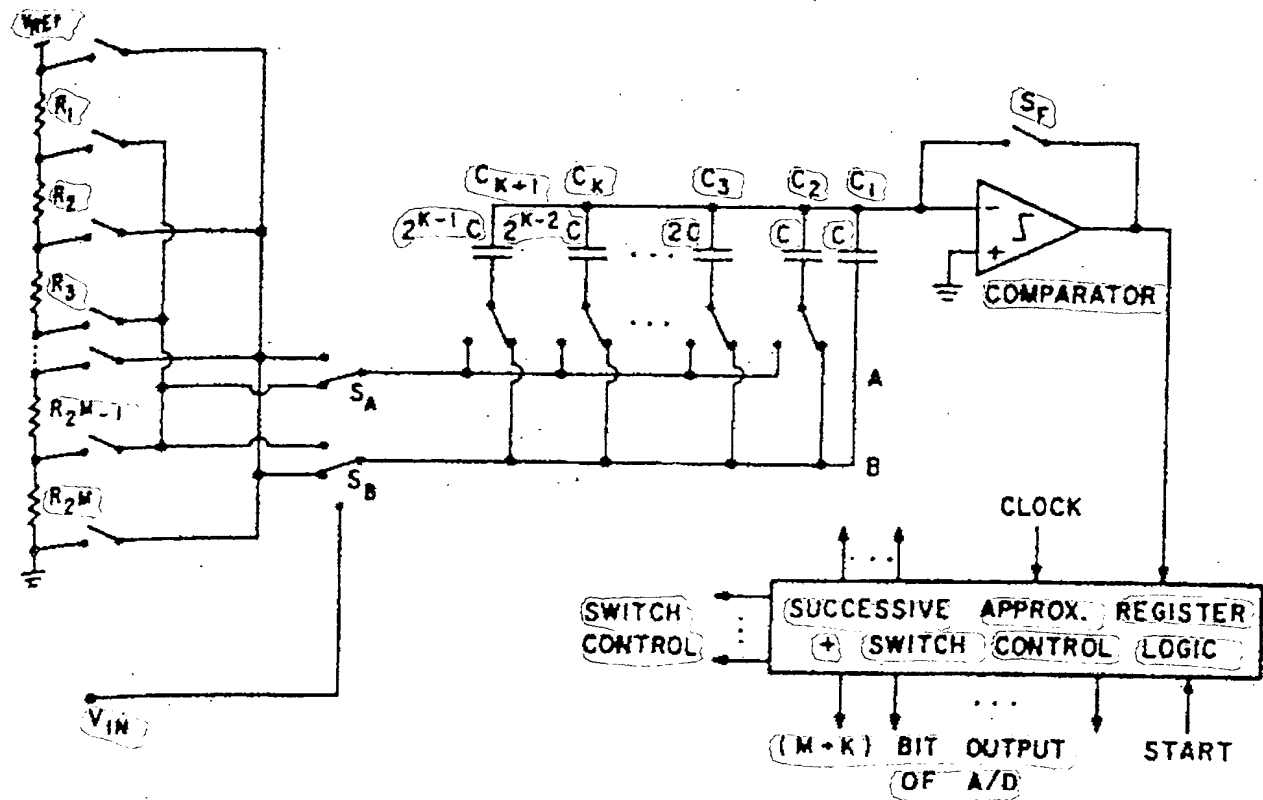 VREF
R1
R2
R3
R2M-1
R2M
SA
SB
VIN
CK+1 CK C3 C2 C1
2K-1 C 2K-2 C ... 2C C C
...
A
B
SF
- +
COMPARATOR
CLOCK
...
SWITCH
CONTROL
SUCCESSIVE APPROX. REGISTER
+ SWITCH CONTROL LOGIC
...
(M+K) BIT OUTPUT
OF A/D
START